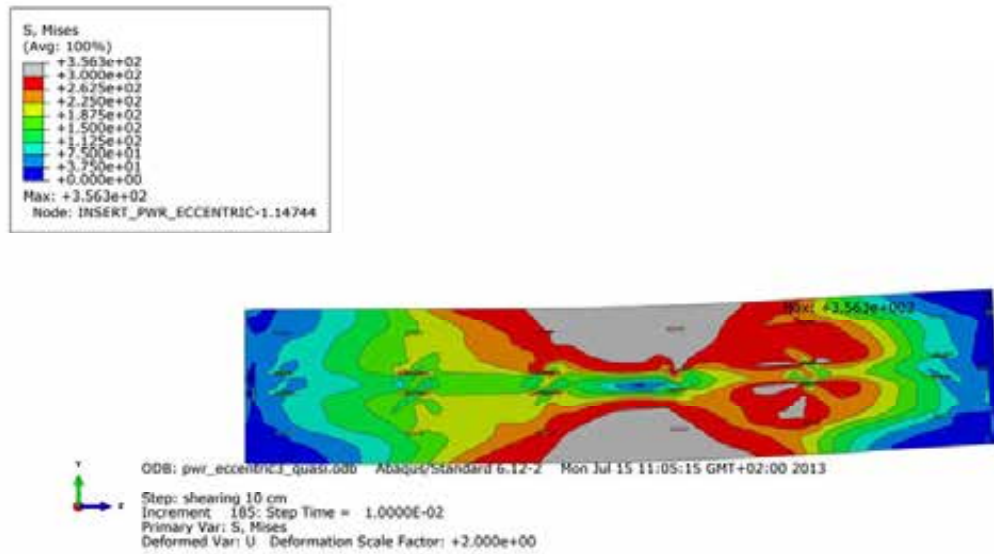 S, Mises
(Avg: 100%)
+3.563e+02
+3.000e+02
+2.625e+02
+2.250e+02
+1.875e+02
+1.500e+02
+1.125e+02
+7.500e+01
+3.750e+01
+0.000e+00
Max: +3.563e+02
Node: INSERT_PWR_ECCENTRIC-1.14744
Max: +3.563e+002
Y
Z
ODB: pwr_eccentric3_quasi.odb Abaqus/Standard 6.12-2 Mon Jul 15 11:05:15 GMT+02:00 2013
Step: shearing 10 cm
Increment 185: Step Time = 1.0000E-02
Primary Var: S, Mises
Deformed Var: U Deformation Scale Factor: +2.000e+00